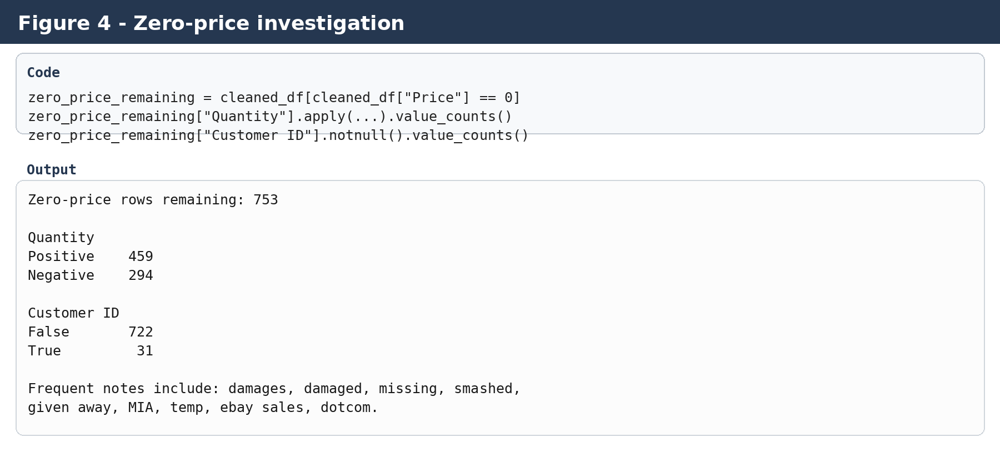 Figure 4 - Zero-price investigation
Code
zero_price_remaining = cleaned_df[cleaned_df["Price"] == 0]
zero_price_remaining["Quantity"].apply(...).value_counts()
zero_price_remaining["Customer ID"].notnull().value_counts()
Output
Zero-price rows remaining: 753
Quantity
Positive    459
Negative    294
Customer ID
False       722
True         31
Frequent notes include: damages, damaged, missing, smashed,
given away, MIA, temp, ebay sales, dotcom.